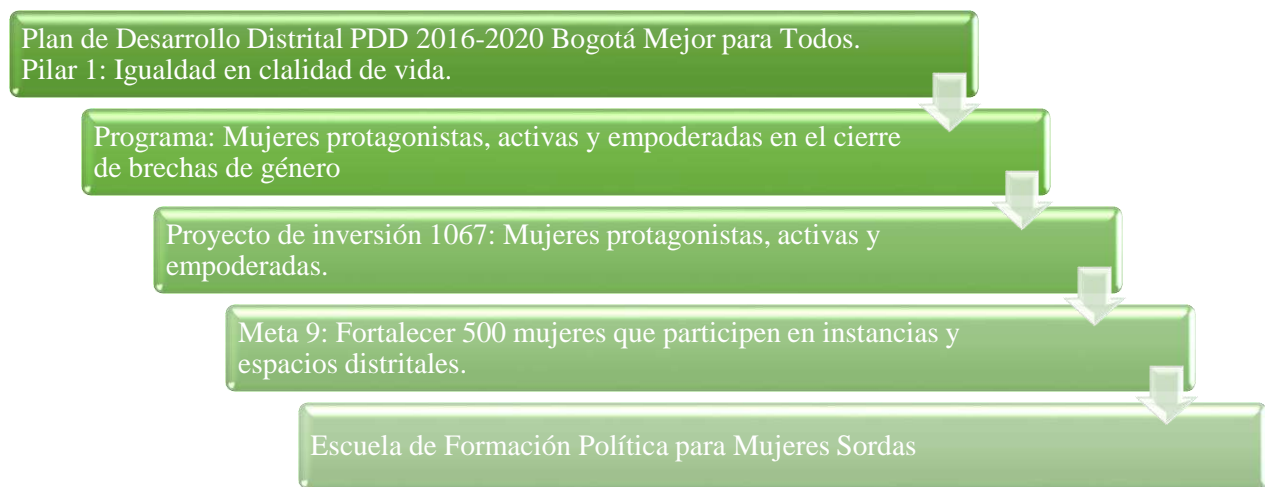 Plan de Desarrollo Distrital PDD 2016-2020 Bogotá Mejor para Todos.
Pilar 1: Igualdad en clalidad de vida.
Programa: Mujeres protagonistas, activas y empoderadas en el cierre
de brechas de género
Proyecto de inversión 1067: Mujeres protagonistas, activas y
empoderadas.
Meta 9: Fortalecer 500 mujeres que participen en instancias y
espacios distritales.
Escuela de Formación Política para Mujeres Sordas